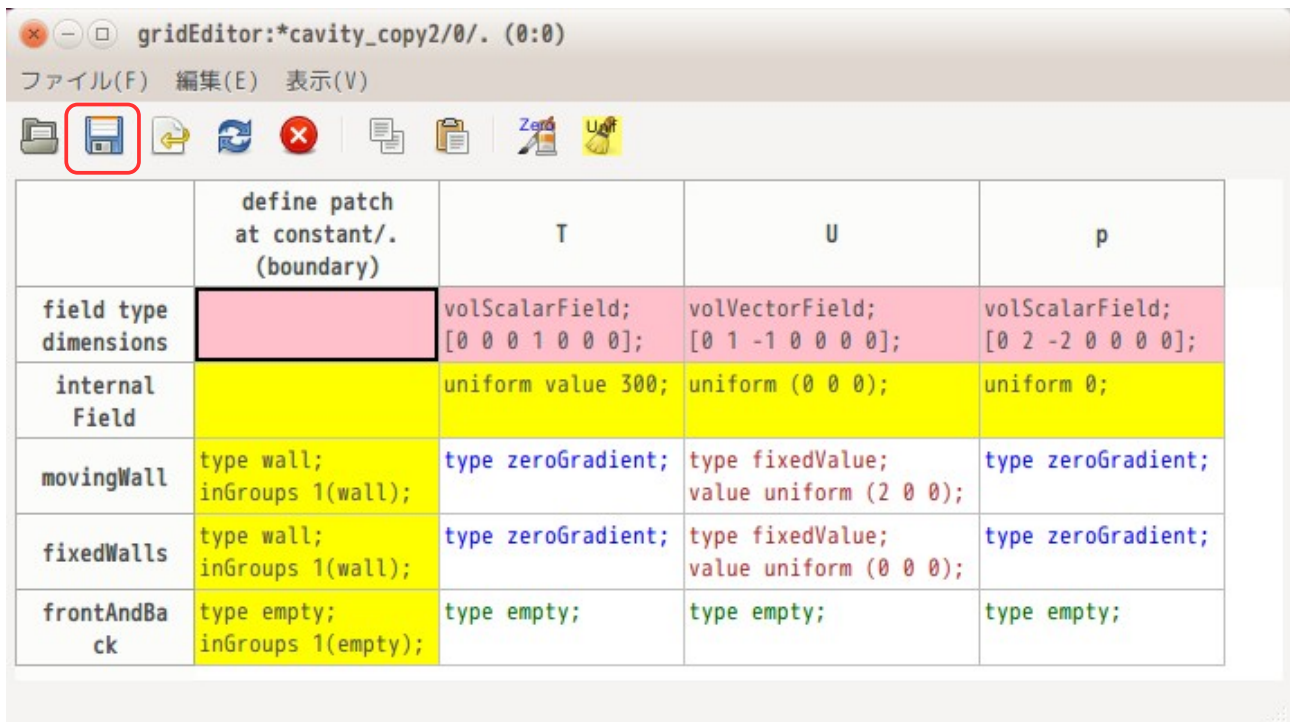 gridEditor:*cavity_copy2/0/. (0:0)
ファイル(F) 編集(E) 表示(V)
Zero Unif
define patch
at constant/.
(boundary)
T
U
p
field type
dimensions
volScalarField;
[0 0 0 1 0 0 0];
volVectorField;
[0 1 -1 0 0 0 0];
volScalarField;
[0 2 -2 0 0 0 0];
internal
Field
uniform value 300;
uniform (0 0 0);
uniform 0;
movingWall
type wall;
inGroups 1(wall);
type zeroGradient;
type fixedValue;
value uniform (2 0 0);
type zeroGradient;
fixedWalls
type wall;
inGroups 1(wall);
type zeroGradient;
type fixedValue;
value uniform (0 0 0);
type zeroGradient;
frontAndBa
ck
type empty;
inGroups 1(empty);
type empty;
type empty;
type empty;